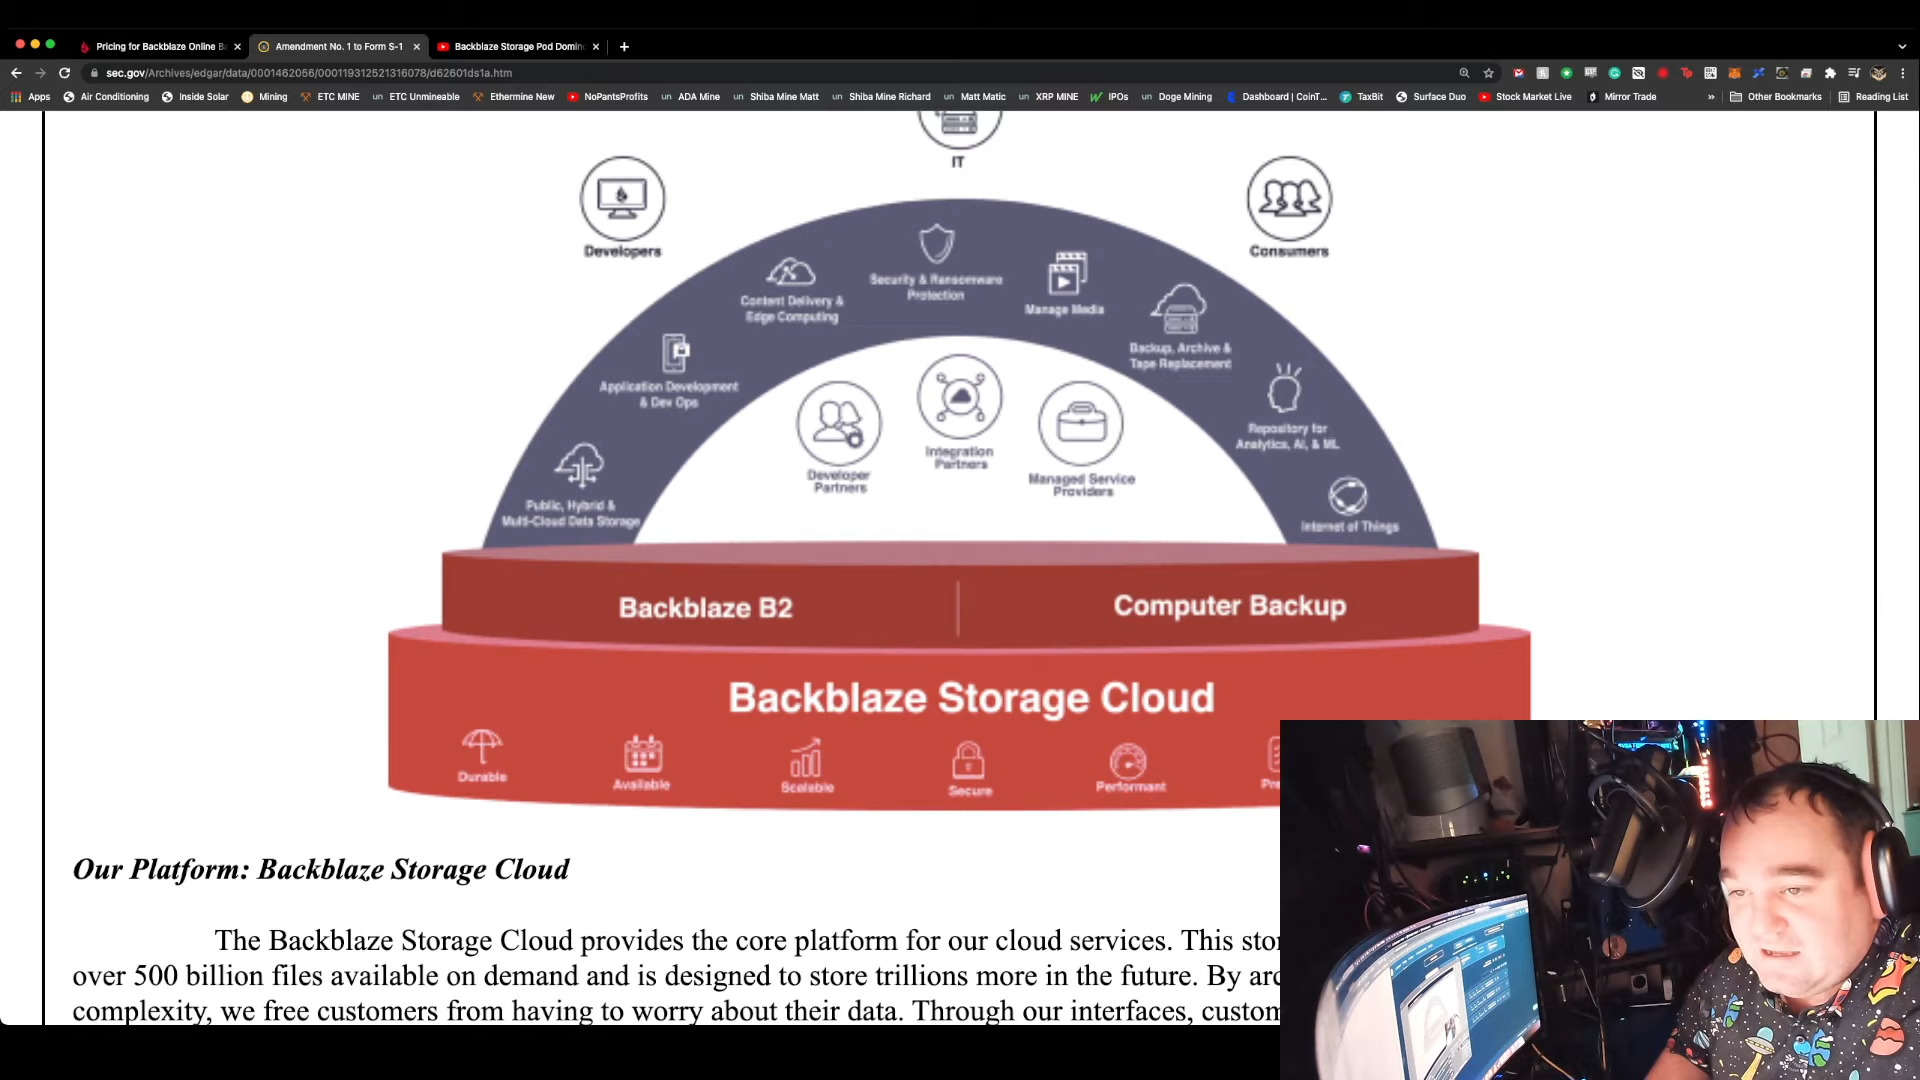 Pricing for Backblaze Online B
Amendment No. 1 to Form S-1
Backblaze Storage Pod Domin
sec.gov/Archives/edgar/data/0001462056/000119312521316078/d62601ds1a.htm
Apps
Air Conditioning
Inside Solar
Mining
ETC MINE
ETC Unmineable
Ethermine New
NoPantsProfits
ADA Mine
Shiba Mine Matt
Shiba Mine Richard
Matt Matic
XRP MINE
IPOs
Doge Mining
Dashboard | CoinT...
TaxBit
Surface Duo
Stock Market Live
Mirror Trade
»
Other Bookmarks
Reading List
IT
Developers
Consumers
Security & Ransomware
Protection
Content Delivery &
Edge Computing
Manage Media
Backup, Archive &
Tape Replacement
Application Development
& Dev Ops
Repository for
Analytics, AI, & ML
Public, Hybrid &
Multi-Cloud Data Storage
Internet of Things
Developer
Partners
Integration
Partners
Managed Service
Providers
Backblaze B2
Computer Backup
Backblaze Storage Cloud
Durable
Available
Scalable
Secure
Performant
Our Platform: Backblaze Storage Cloud
The Backblaze Storage Cloud provides the core platform for our cloud services. This stor
over 500 billion files available on demand and is designed to store trillions more in the future. By arc
complexity, we free customers from having to worry about their data. Through our interfaces, custom